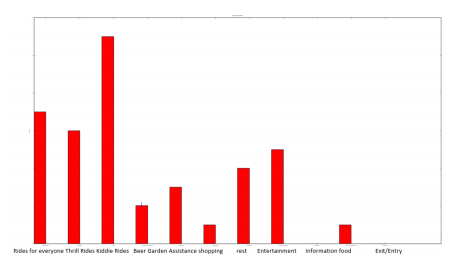 Rides for everyone Thrill Rides Kiddie Rides Beer Garden Assistance shopping rest Entertainment Information food Exit/Entry